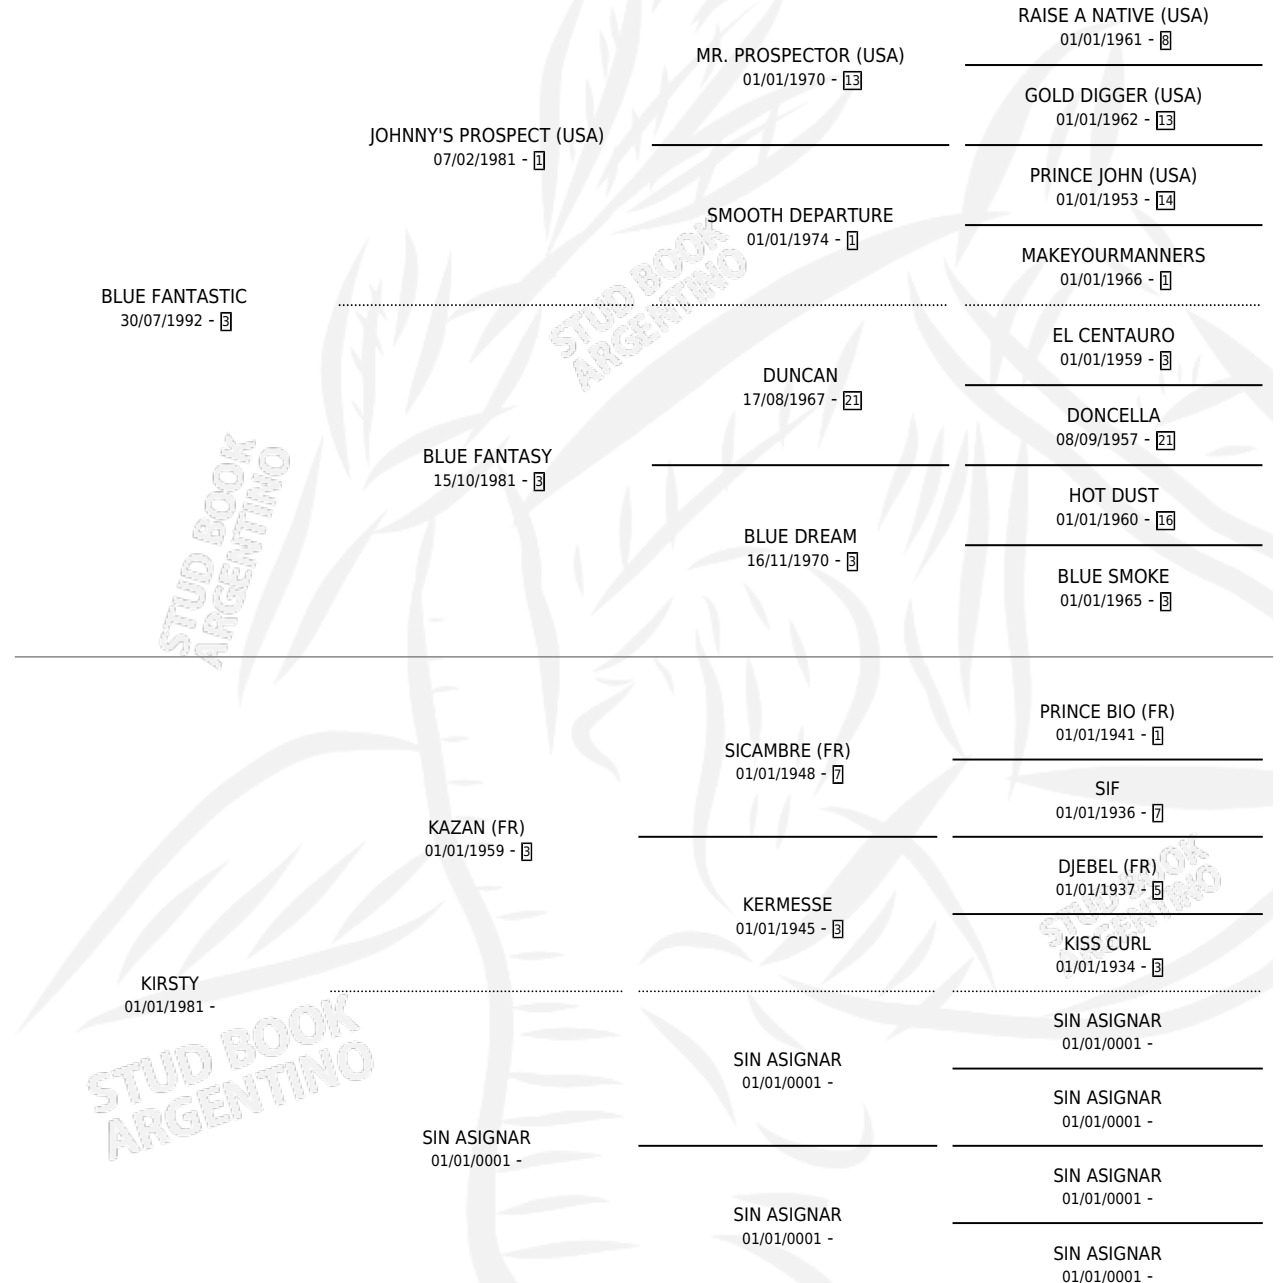 RAISE A NATIVE (USA)
01/01/1961 - 8
MR. PROSPECTOR (USA)
01/01/1970 - 13
GOLD DIGGER (USA)
01/01/1962 - 13
JOHNNY'S PROSPECT (USA)
07/02/1981 - 1
PRINCE JOHN (USA)
01/01/1953 - 14
SMOOTH DEPARTURE
01/01/1974 - 1
MAKEYOURMANNERS
01/01/1966 - 1
BLUE FANTASTIC
30/07/1992 - 3
EL CENTAURO
01/01/1959 - 3
DUNCAN
17/08/1967 - 21
DONCELLA
08/09/1957 - 21
BLUE FANTASY
15/10/1981 - 3
HOT DUST
01/01/1960 - 16
BLUE DREAM
16/11/1970 - 3
BLUE SMOKE
01/01/1965 - 3
STUD BOOK
ARGENTINO
STUD BOOK
ARGENTINO
PRINCE BIO (FR)
01/01/1941 - 1
SICAMBRE (FR)
01/01/1948 - 7
SIF
01/01/1936 - 7
KAZAN (FR)
01/01/1959 - 3
DJEBEL (FR)
01/01/1937 - 5
KERMESSE
01/01/1945 - 3
KISS CURL
01/01/1934 - 3
STUD BOOK
ARGENTINO
KIRSTY
01/01/1981 -
SIN ASIGNAR
01/01/0001 -
SIN ASIGNAR
01/01/0001 -
SIN ASIGNAR
01/01/0001 -
SIN ASIGNAR
01/01/0001 -
SIN ASIGNAR
01/01/0001 -
SIN ASIGNAR
01/01/0001 -
SIN ASIGNAR
01/01/0001 -
STUD BOOK
ARGENTINO